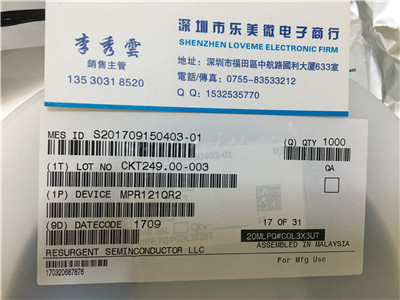 李秀雲
銷售主管
13530318520
深圳市乐美微电子商行
SHENZHEN LOVEME ELECTRONIC FIRM
地址:深圳市福田區中航路國利大厦633室
電話/傳真:0755-83533212
Q Q:1532535770
MES ID S201709150403-01
(Q) QTY 1000
(1T) LOT NO CKT249.00-003
QA
(1P) DEVICE MPR121QR2
(9D) DATECODE 1709
17 OF 31
20MLPQ#COL3X3UT
ASSEMBLED IN MALAYSIA
RESURGENT SEMINCONDUCTOR LLC
For Mfg Use
170320687876